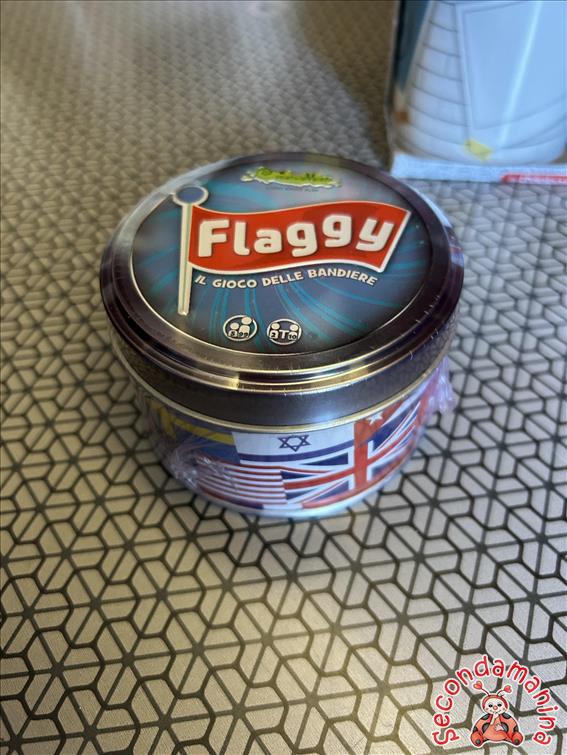 Flaggy
IL GIOCO DELLE BANDIERE
Secondamanina